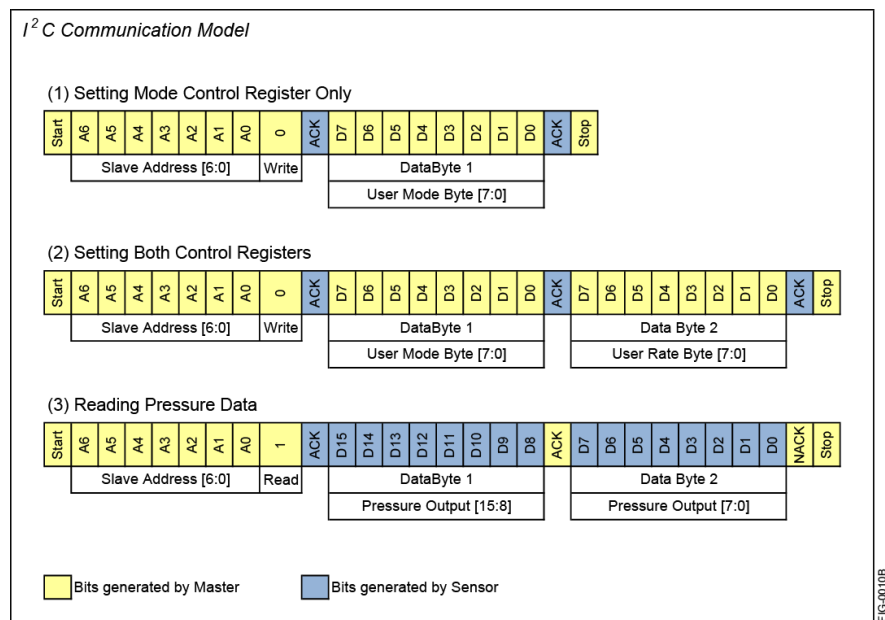 I²C Communication Model
(1) Setting Mode Control Register Only
Start A6 A5 A4 A3 A2 A1 A0 0 ACK D7 D6 D5 D4 D3 D2 D1 D0 ACK Stop
Slave Address [6:0] Write DataByte 1
User Mode Byte [7:0]
(2) Setting Both Control Registers
Start A6 A5 A4 A3 A2 A1 A0 0 ACK D7 D6 D5 D4 D3 D2 D1 D0 ACK D7 D6 D5 D4 D3 D2 D1 D0 ACK Stop
Slave Address [6:0] Write DataByte 1 Data Byte 2
User Mode Byte [7:0] User Rate Byte [7:0]
(3) Reading Pressure Data
Start A6 A5 A4 A3 A2 A1 A0 1 ACK D15 D14 D13 D12 D11 D10 D9 D8 ACK D7 D6 D5 D4 D3 D2 D1 D0 NACK Stop
Slave Address [6:0] Read DataByte 1 Data Byte 2
Pressure Output [15:8] Pressure Output [7:0]
Bits generated by Master Bits generated by Sensor
FIG-0010B